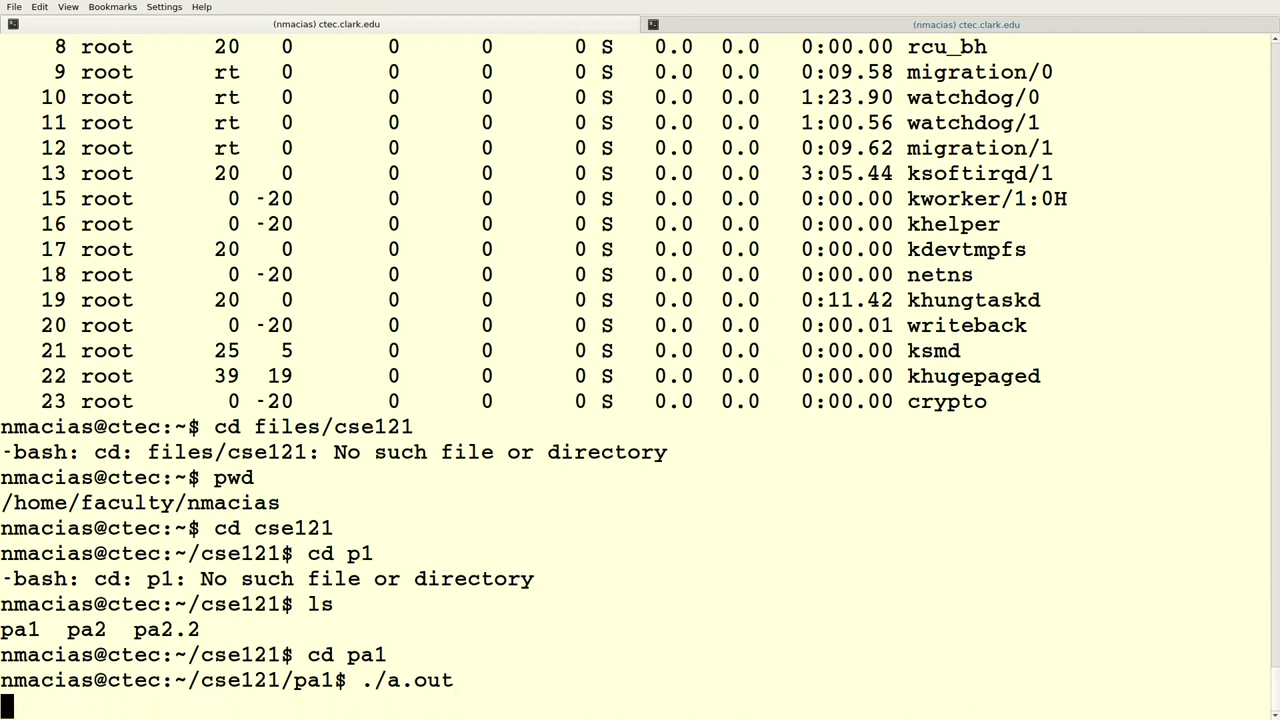 File Edit View Bookmarks Settings Help
(nmacias) ctec.clark.edu (nmacias) ctec.clark.edu
8 root 20 0 0 0 0 S 0.0 0.0 0:00.00 rcu_bh
9 root rt 0 0 0 0 S 0.0 0.0 0:09.58 migration/0
10 root rt 0 0 0 0 S 0.0 0.0 1:23.90 watchdog/0
11 root rt 0 0 0 0 S 0.0 0.0 1:00.56 watchdog/1
12 root rt 0 0 0 0 S 0.0 0.0 0:09.62 migration/1
13 root 20 0 0 0 0 S 0.0 0.0 3:05.44 ksoftirqd/1
15 root 0 -20 0 0 0 S 0.0 0.0 0:00.00 kworker/1:0H
16 root 0 -20 0 0 0 S 0.0 0.0 0:00.00 khelper
17 root 20 0 0 0 0 S 0.0 0.0 0:00.00 kdevtmpfs
18 root 0 -20 0 0 0 S 0.0 0.0 0:00.00 netns
19 root 20 0 0 0 0 S 0.0 0.0 0:11.42 khungtaskd
20 root 0 -20 0 0 0 S 0.0 0.0 0:00.01 writeback
21 root 25 5 0 0 0 S 0.0 0.0 0:00.00 ksmd
22 root 39 19 0 0 0 S 0.0 0.0 0:00.00 khugepaged
23 root 0 -20 0 0 0 S 0.0 0.0 0:00.00 crypto
nmacias@ctec:~$ cd files/cse121
-bash: cd: files/cse121: No such file or directory
nmacias@ctec:~$ pwd
/home/faculty/nmacias
nmacias@ctec:~$ cd cse121
nmacias@ctec:~/cse121$ cd p1
-bash: cd: p1: No such file or directory
nmacias@ctec:~/cse121$ ls
pa1 pa2 pa2.2
nmacias@ctec:~/cse121$ cd pa1
nmacias@ctec:~/cse121/pa1$ ./a.out